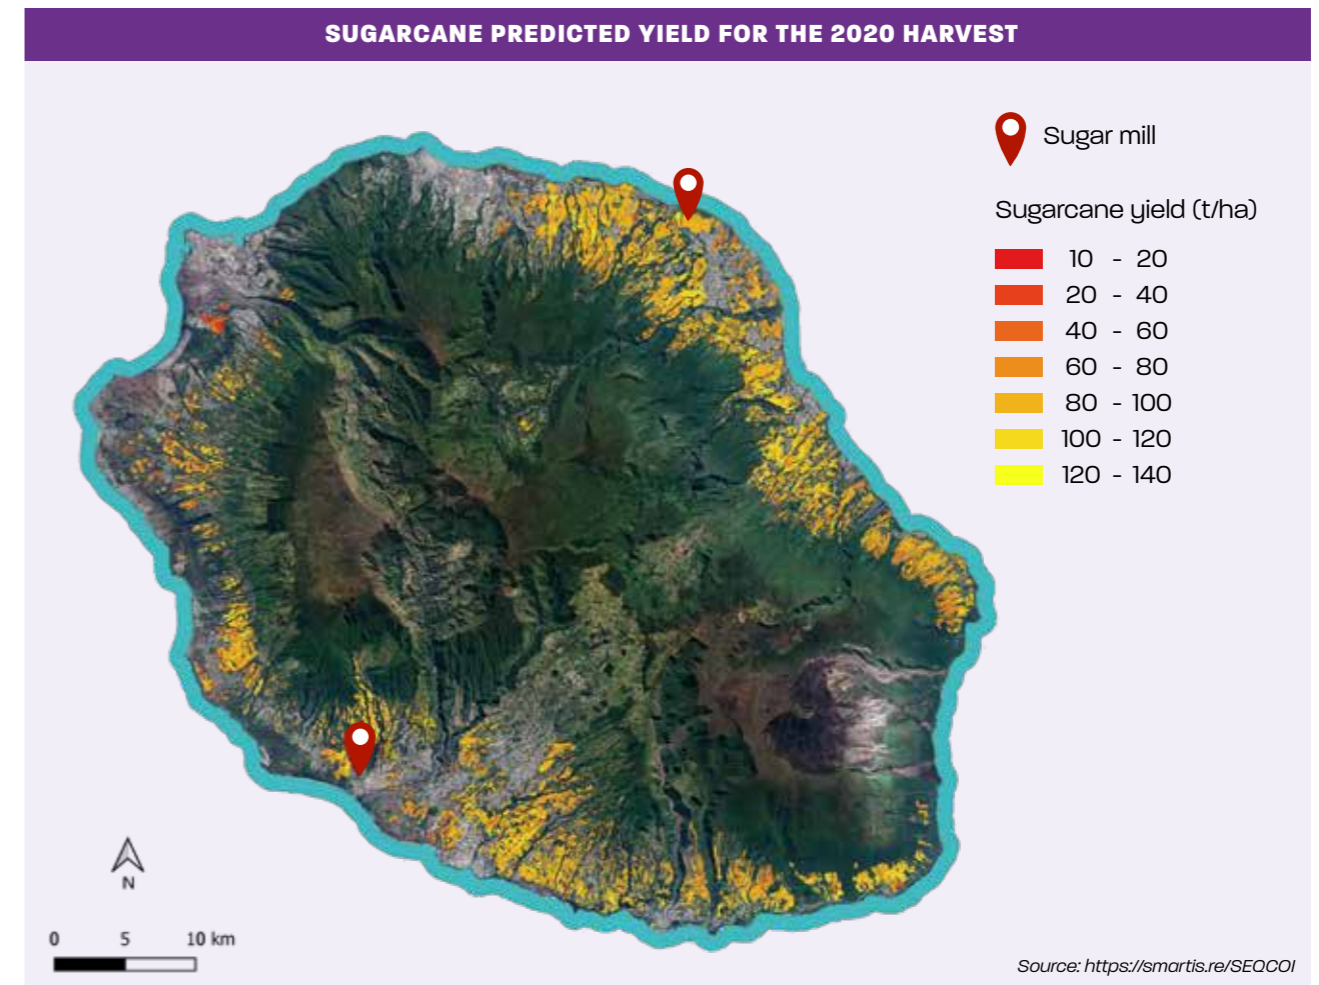 SUGARCANE PREDICTED YIELD FOR THE 2020 HARVEST
Sugar mill
Sugarcane yield (t/ha)
10 - 20
20 - 40
40 - 60
60 - 80
80 - 100
100 - 120
120 - 140
N
0 5 10 km
Source: https://smartis.re/SEQCOI